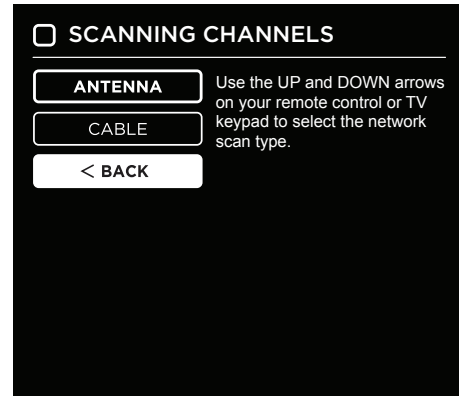 SCANNING CHANNELS
ANTENNA
CABLE
< BACK
Use the UP and DOWN arrows
on your remote control or TV
keypad to select the network
scan type.